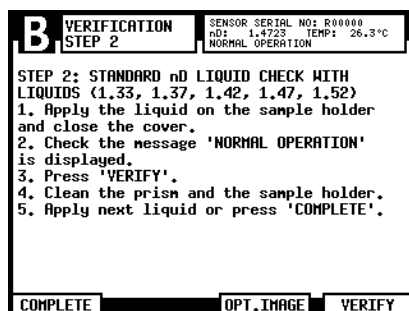 B VERIFICATION
STEP 2
SENSOR SERIAL NO: R00000
nD: 1.4723 TEMP: 26.3°C
NORMAL OPERATION
STEP 2: STANDARD nD LIQUID CHECK WITH
LIQUIDS (1.33, 1.37, 1.42, 1.47, 1.52)
1. Apply the liquid on the sample holder
and close the cover.
2. Check the message 'NORMAL OPERATION'
is displayed.
3. Press 'VERIFY'.
4. Clean the prism and the sample holder.
5. Apply next liquid or press 'COMPLETE'.
COMPLETE OPT.IMAGE VERIFY